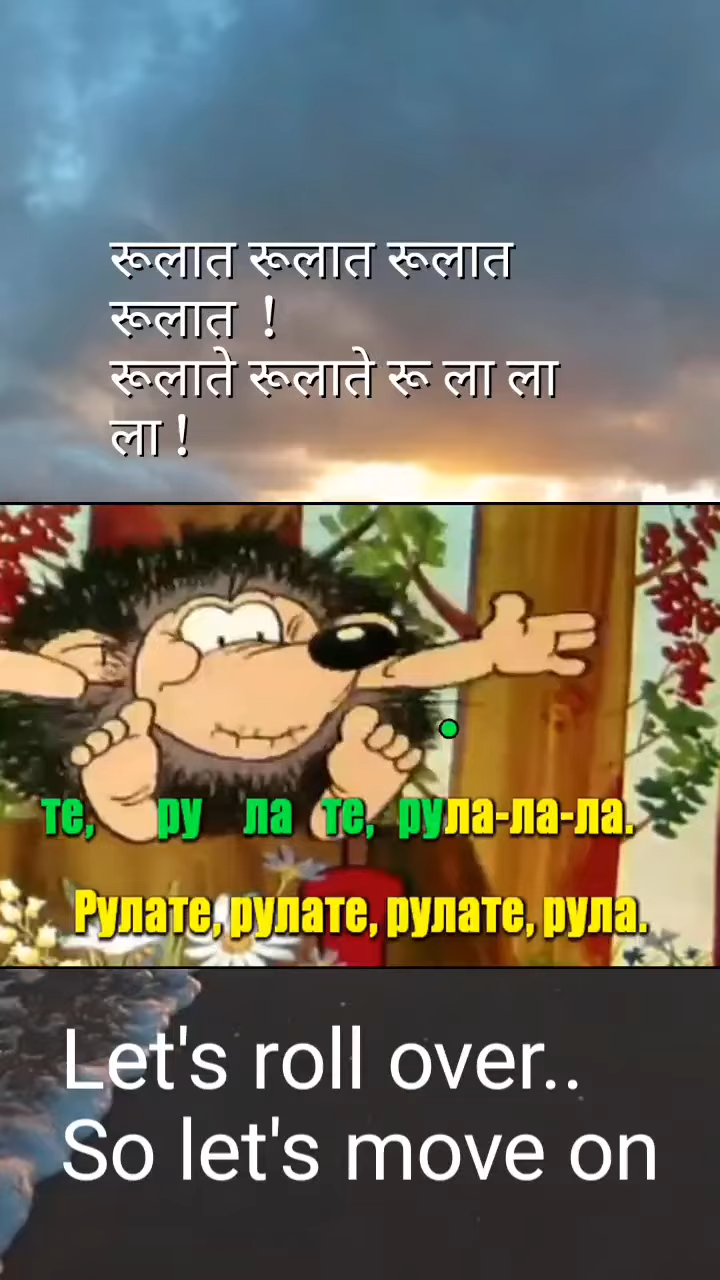 रूलात रूलात रूलात
रूलात !
रूलाते रूलाते रू ला ला
ला !
те, ру ла те, рула-ла-ла.
Рулате, рулате, рулате, рула.
Let's roll over..
So let's move on